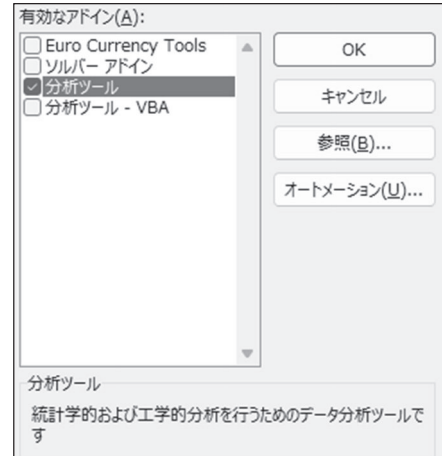 有効なアドイン(A):
Euro Currency Tools
ソルバー アドイン
分析ツール
分析ツール - VBA
OK
キャンセル
参照(B)...
オートメーション(U)...
分析ツール
統計学的および工学的分析を行うためのデータ分析ツールで
す